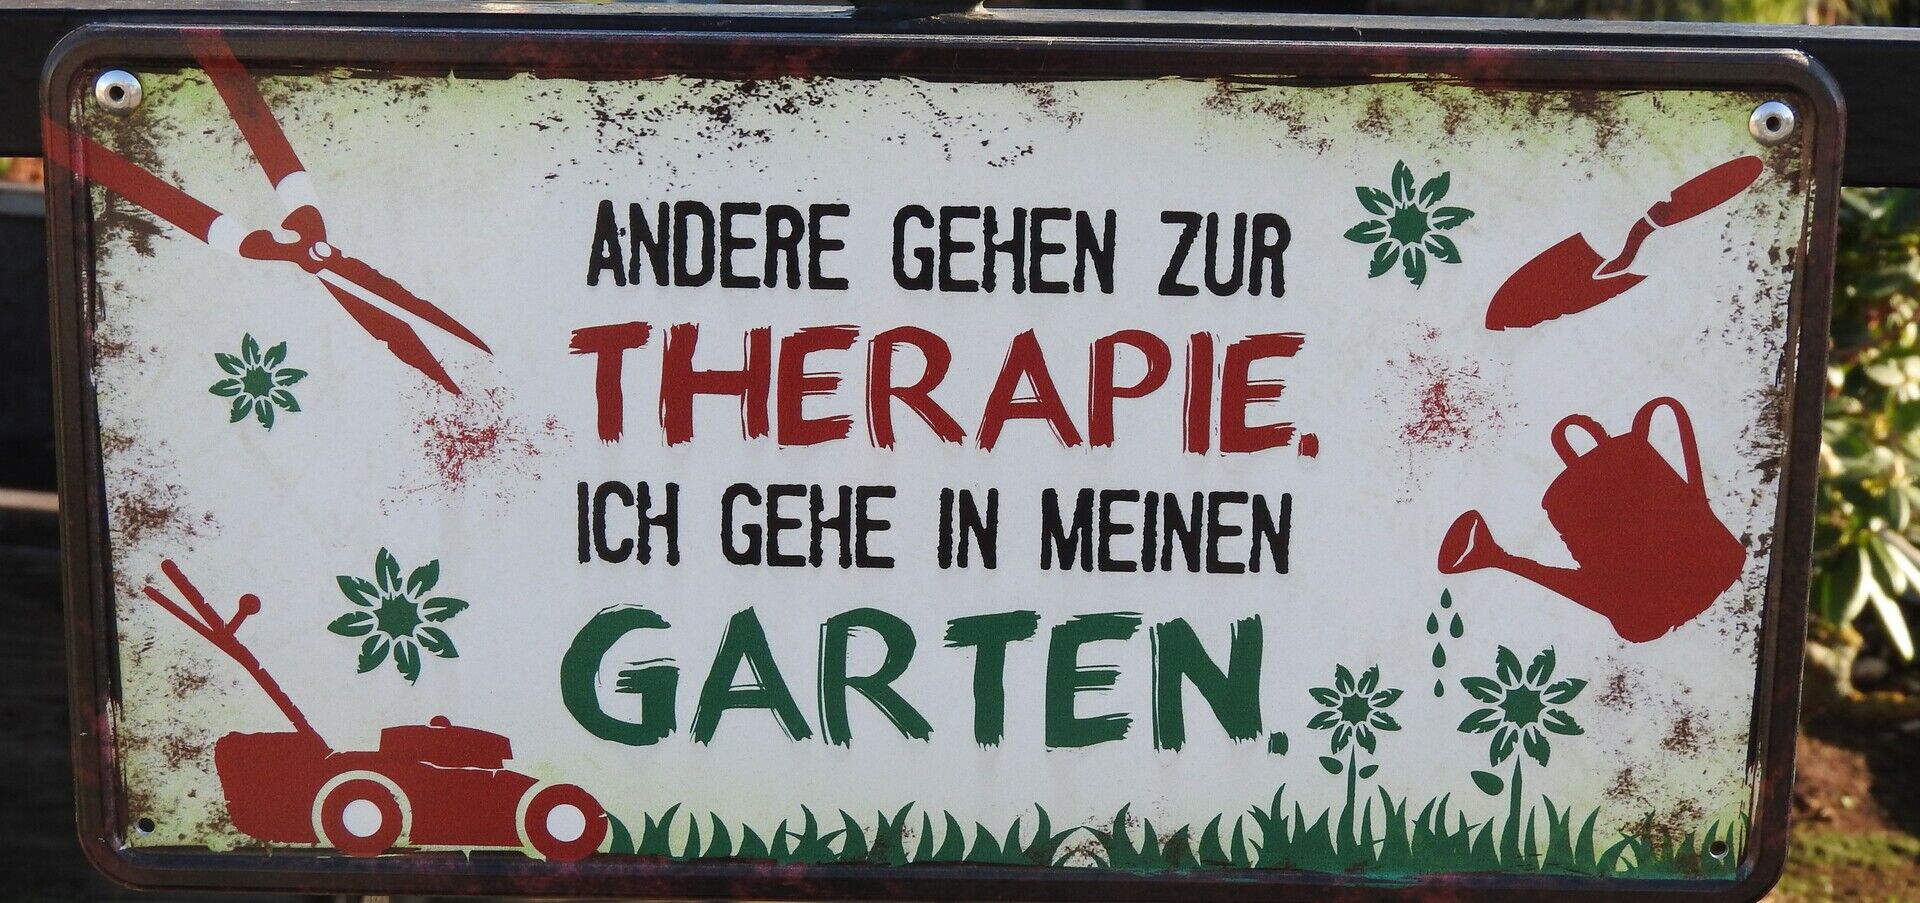 ANDERE GEHEN ZUR
THERAPIE.
ICH GEHE IN MEINEN
GARTEN.